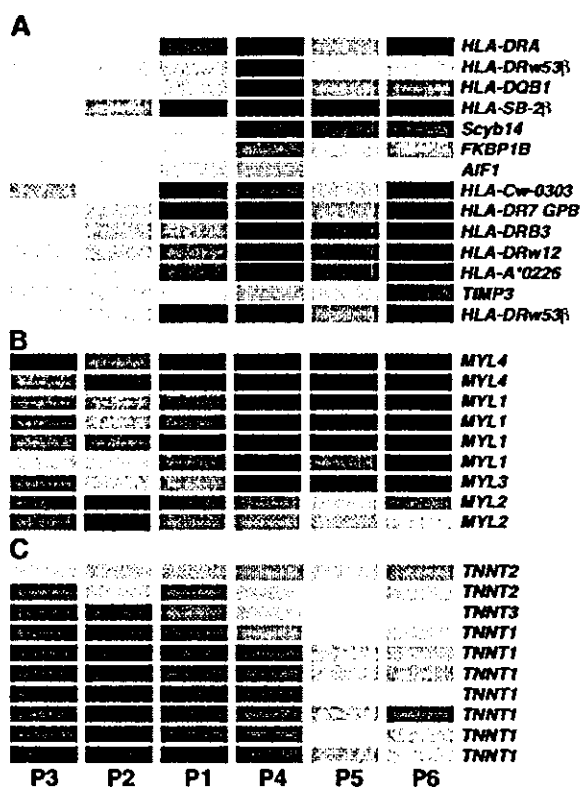 A
HLA-DRA
HLA-DRw53β
HLA-DQB1
HLA-SB-2β
Scyb14
FKBP1B
AIF1
HLA-Cw-0303
HLA-DR7 GPB
HLA-DRB3
HLA-DRw12
HLA-A*0226
TIMP3
HLA-DRw53β
B
MYL4
MYL4
MYL1
MYL1
MYL1
MYL1
MYL3
MYL2
MYL2
C
TNNT2
TNNT2
TNNT3
TNNT1
TNNT1
TNNT1
TNNT1
TNNT1
TNNT1
TNNT1
P3 P2 P1 P4 P5 P6